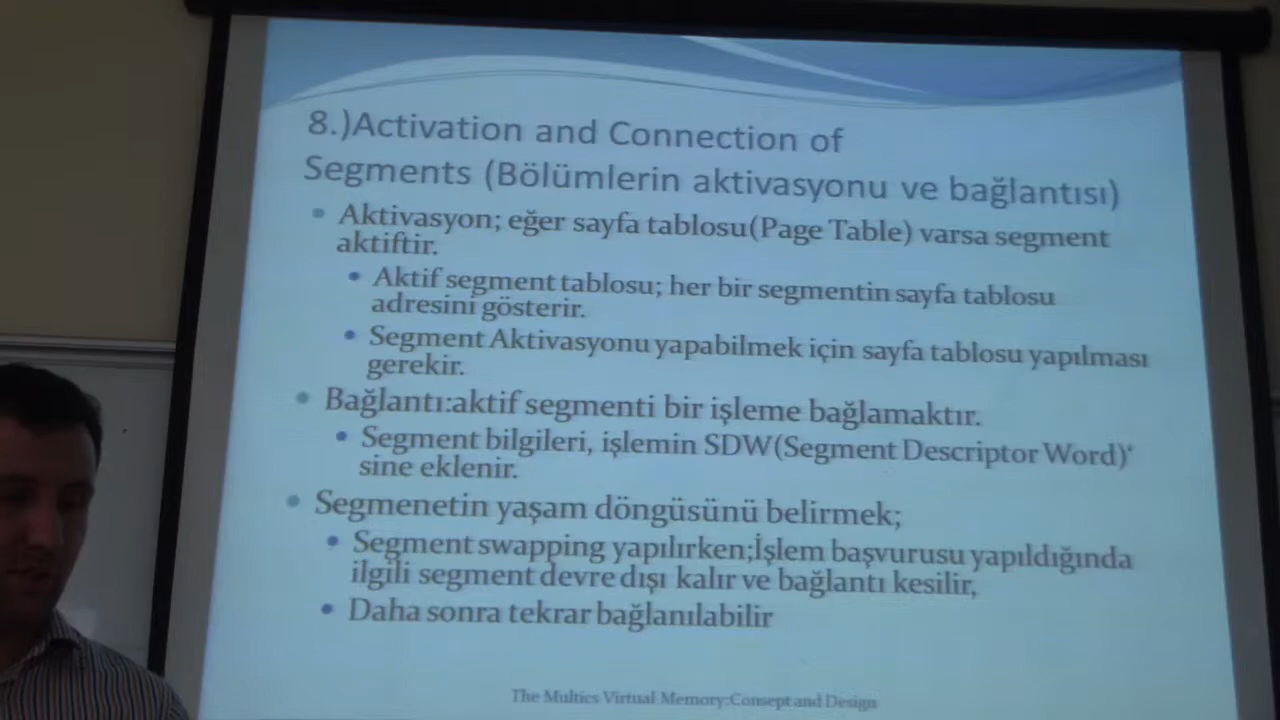 8.)Activation and Connection of
Segments (Bölümlerin aktivasyonu ve bağlantısı)
Aktivasyon; eğer sayfa tablosu(Page Table) varsa segment
aktiftir.
Aktif segment tablosu; her bir segmentin sayfa tablosu
adresini gösterir.
Segment Aktivasyonu yapabilmek için sayfa tablosu yapılması
gerekir.
Bağlantı:aktif segmenti bir işleme bağlamaktır.
Segment bilgileri, işlemin SDW(Segment Descriptor Word)'
sine eklenir.
Segmenetin yaşam döngüsünü belirmek;
Segment swapping yapılırken;İşlem başvurusu yapıldığında
ilgili segment devre dışı kalır ve bağlantı kesilir,
Daha sonra tekrar bağlanılabilir
The Multics Virtual Memory:Consept and Design